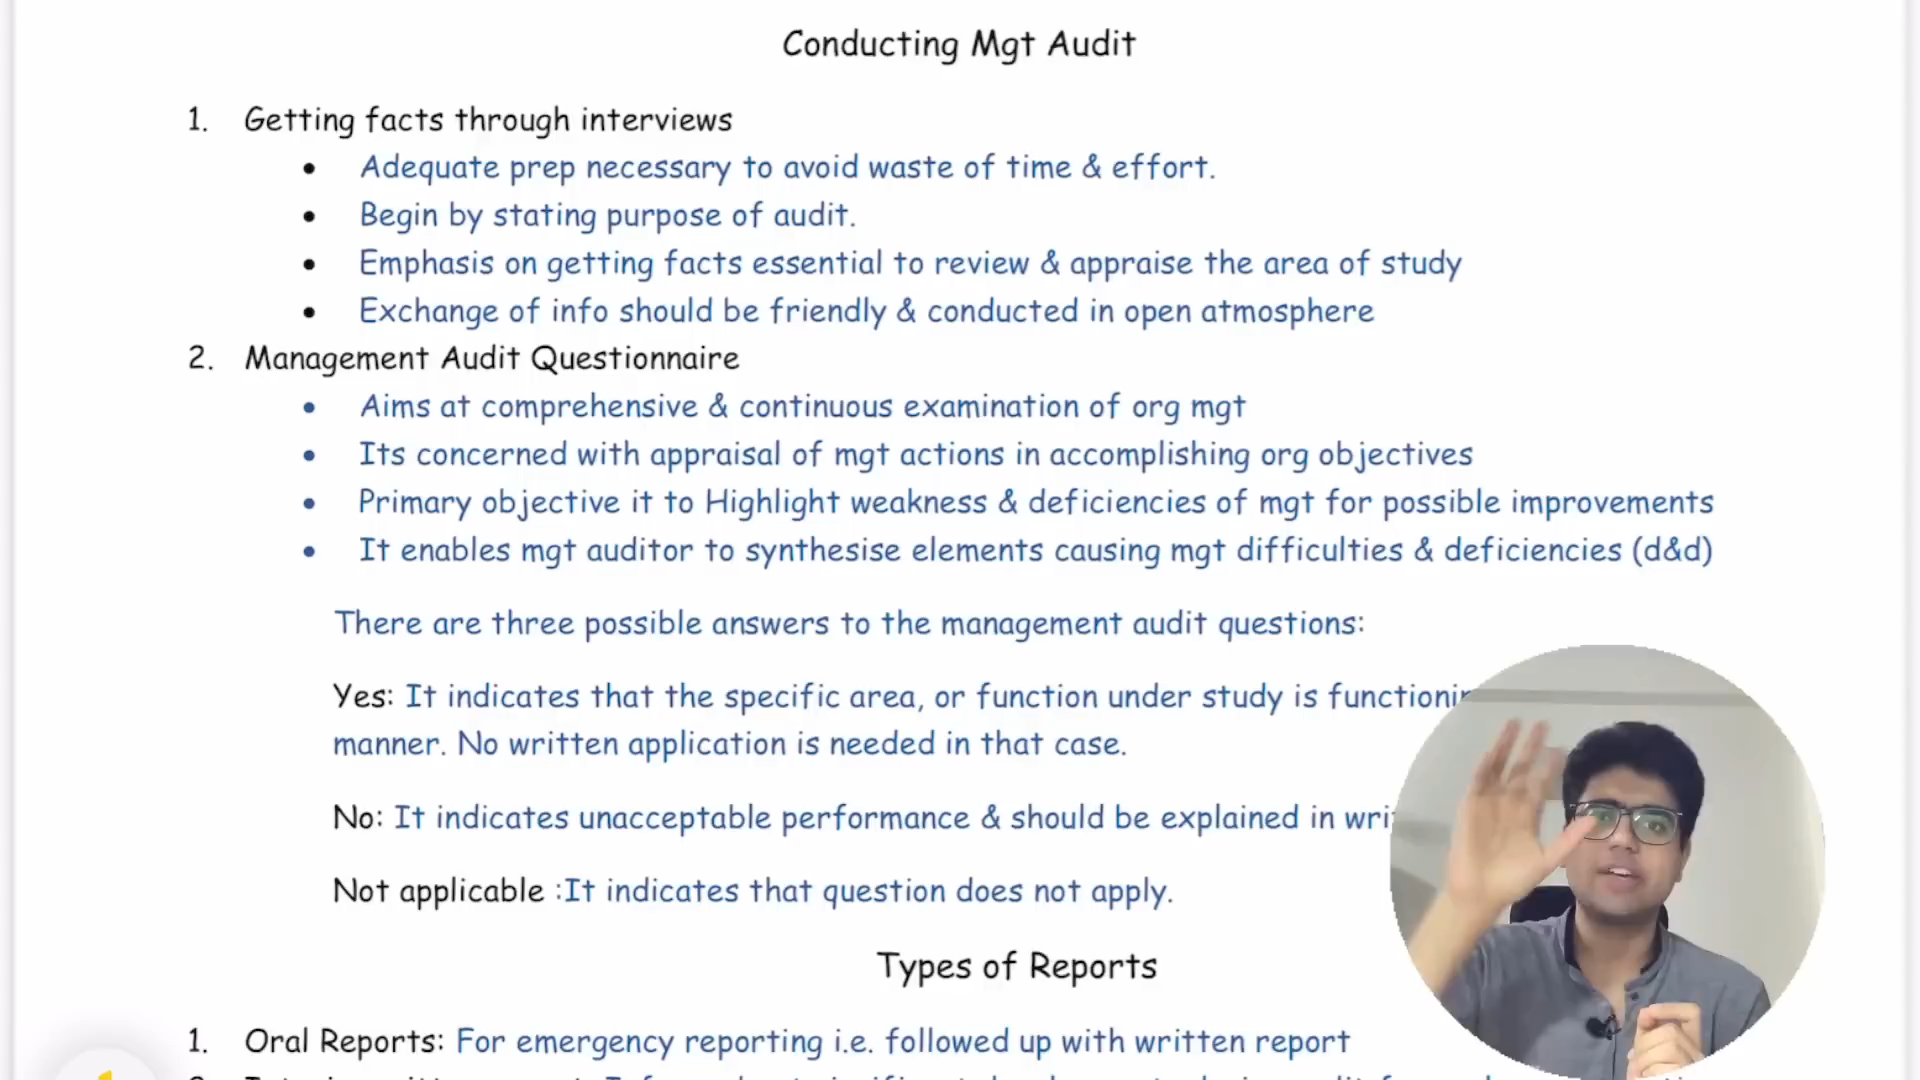 Conducting Mgt Audit
1. Getting facts through interviews
• Adequate prep necessary to avoid waste of time & effort.
• Begin by stating purpose of audit.
• Emphasis on getting facts essential to review & appraise the area of study
• Exchange of info should be friendly & conducted in open atmosphere
2. Management Audit Questionnaire
• Aims at comprehensive & continuous examination of org mgt
• Its concerned with appraisal of mgt actions in accomplishing org objectives
• Primary objective it to Highlight weakness & deficiencies of mgt for possible improvements
• It enables mgt auditor to synthesise elements causing mgt difficulties & deficiencies (d&d)
There are three possible answers to the management audit questions:
Yes: It indicates that the specific area, or function under study is
manner. No written application is needed in that case.
No: It indicates unacceptable performance & should be explained in
Not applicable :It indicates that question does not apply.
Types of Reports
1. Oral Reports: For emergency reporting i.e. followed up with written report